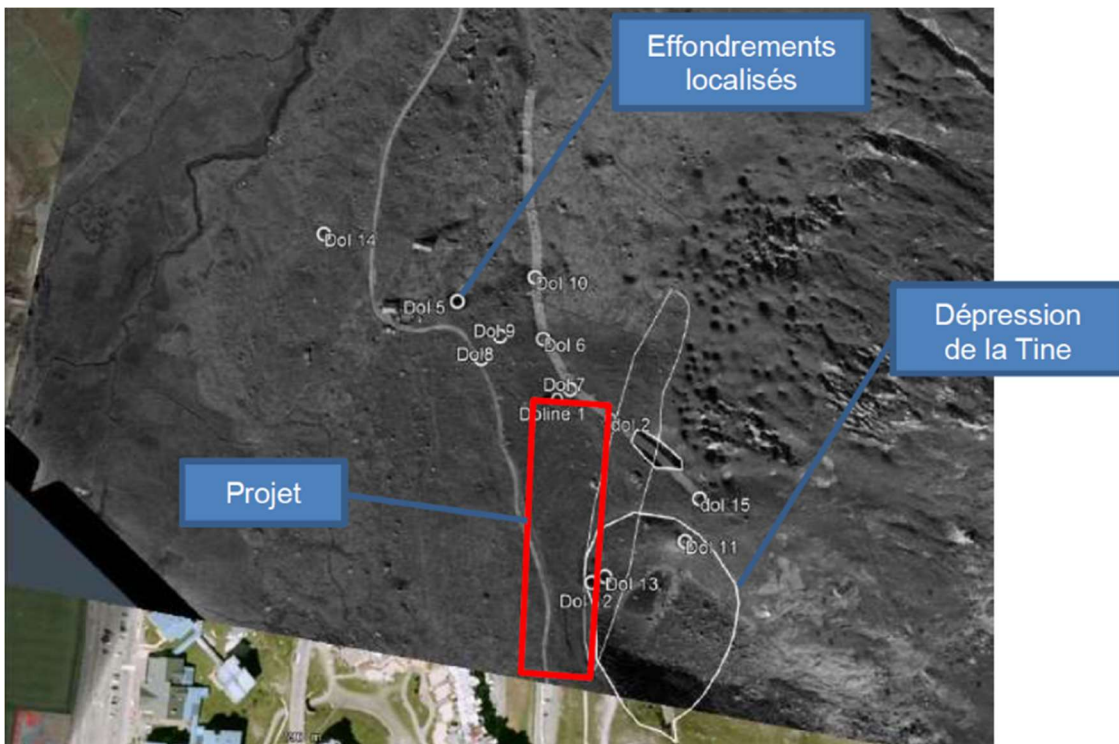 Effondrements
localisés
Dol 14
Dol 10
Dol 5
Dol 9
Dol 6
Dol8
Dépression
de la Tine
Dol 7
Doline 1
dol 2
Projet
dol 15
Dol 11
Dol 13